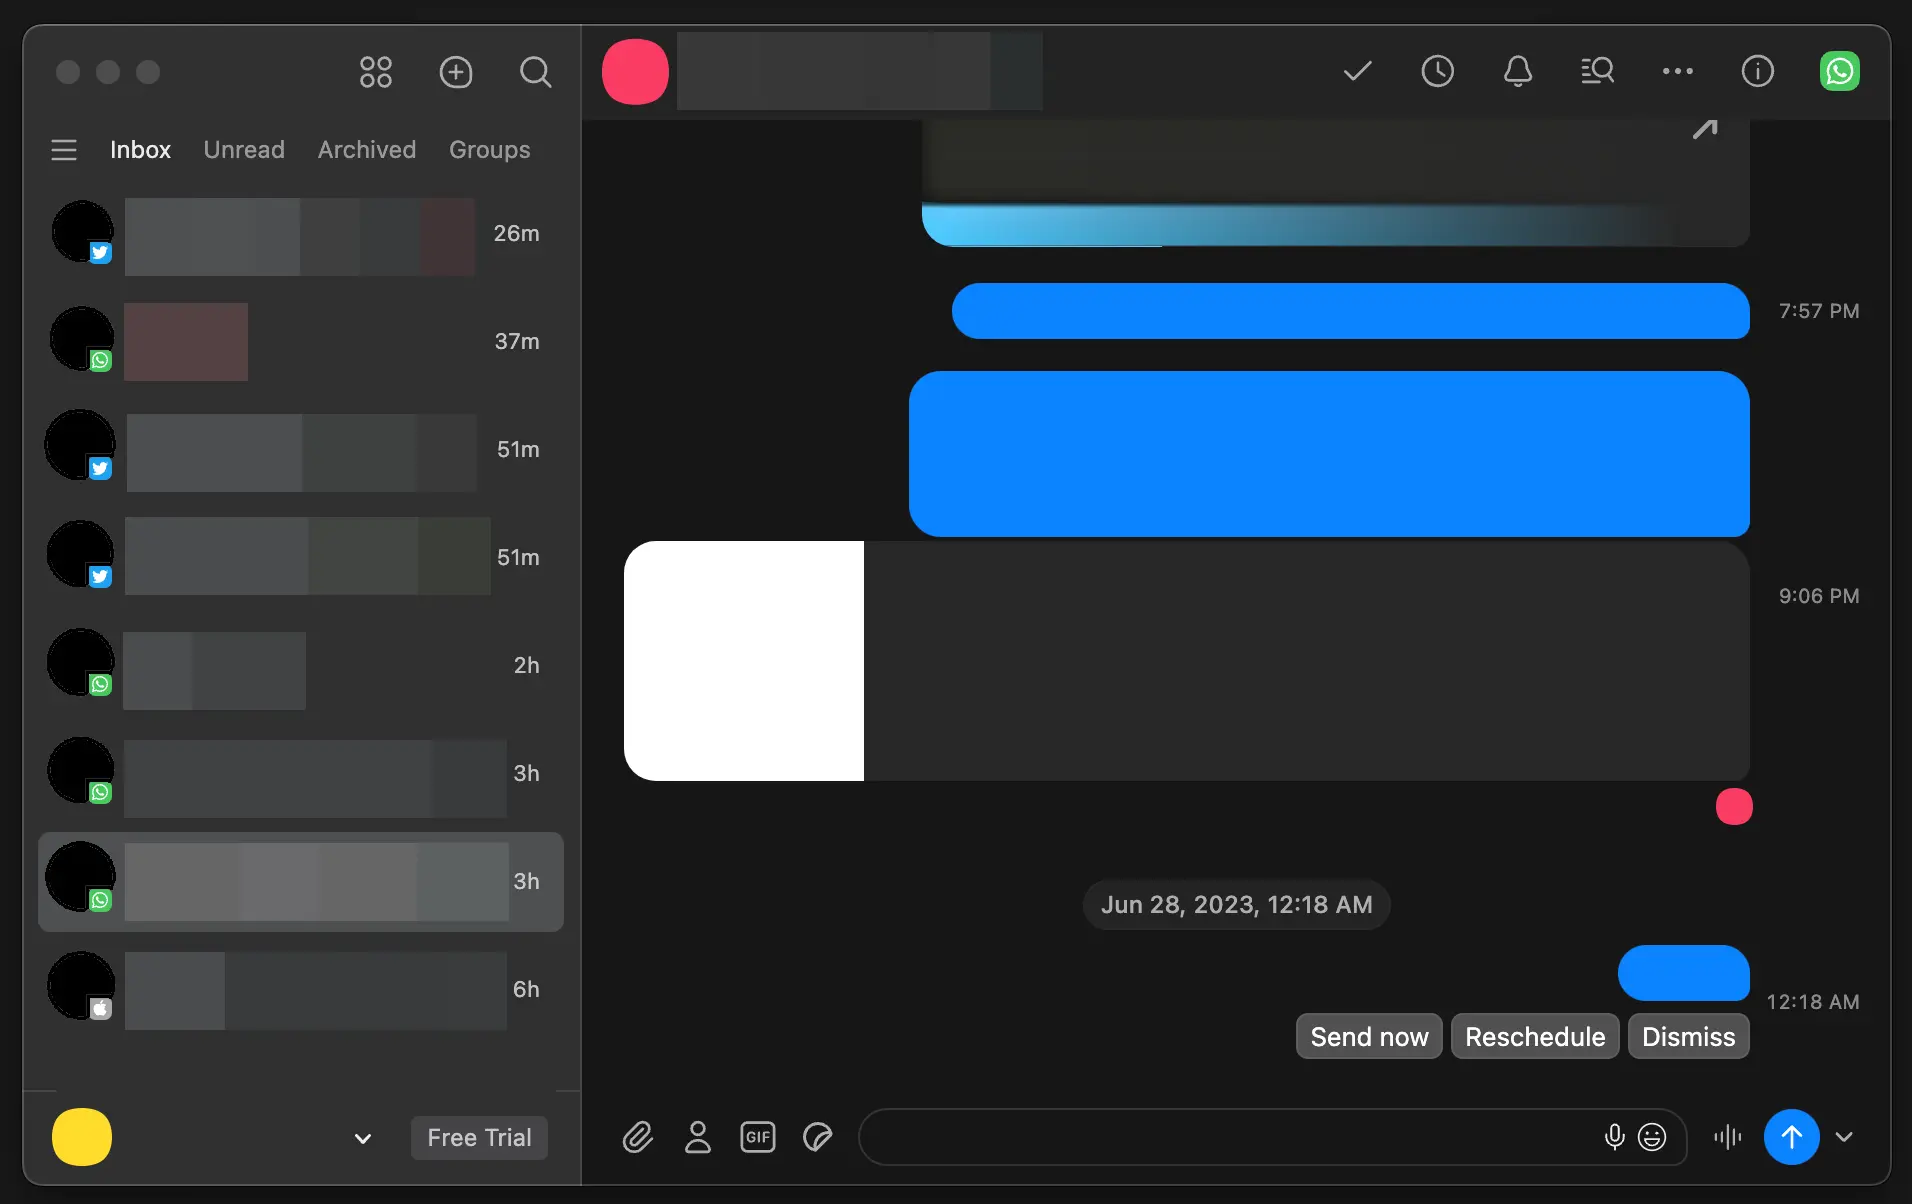 Inbox Unread Archived Groups
26m
37m
51m
51m
2h
3h
3h
6h
Free Trial
7:57 PM
9:06 PM
Jun 28, 2023, 12:18 AM
12:18 AM
Send now Reschedule Dismiss
GIF